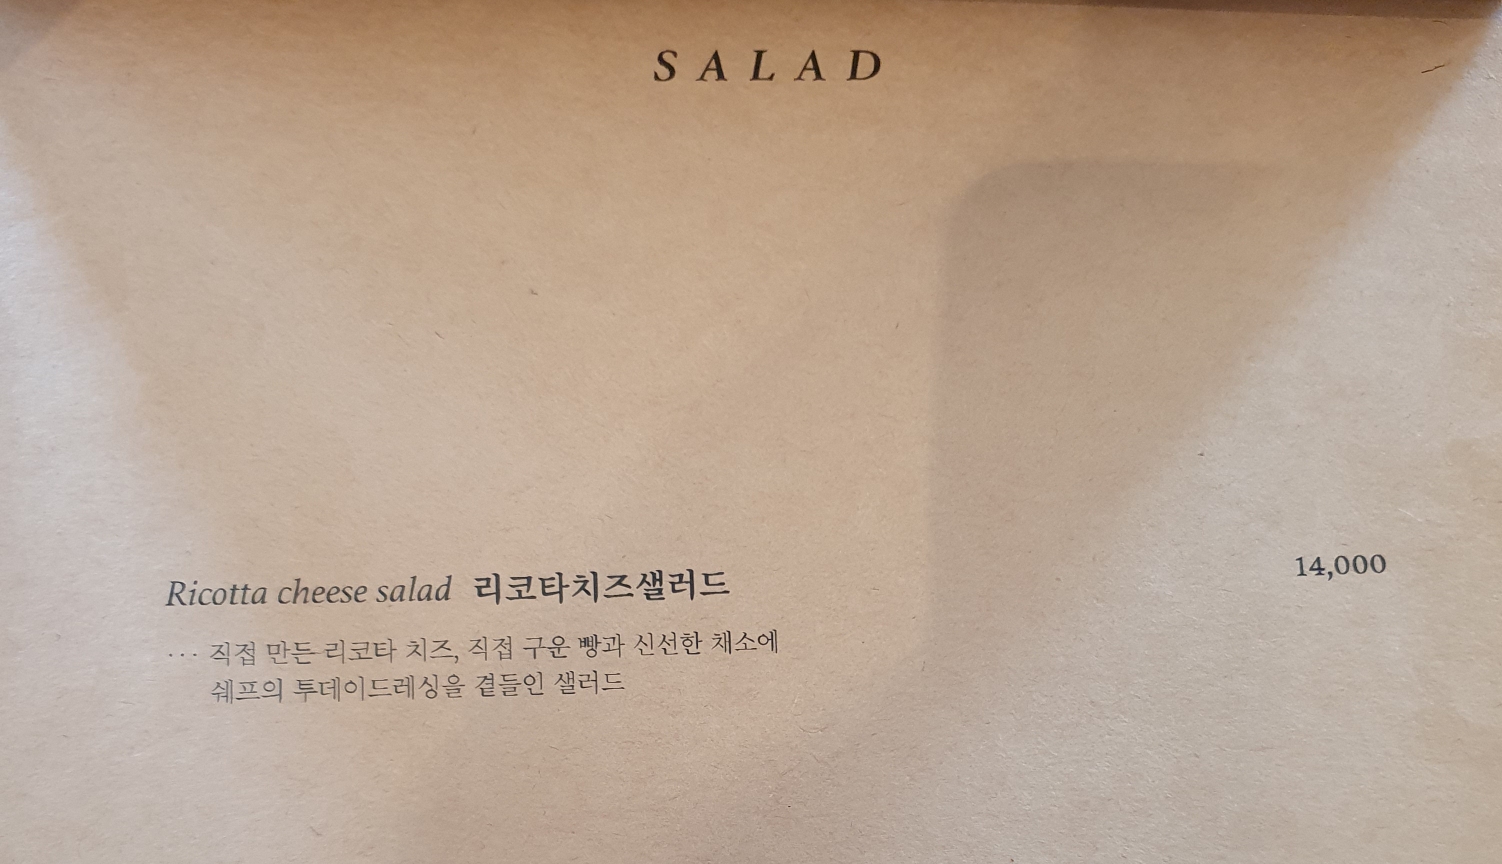 SALAD
Ricotta cheese salad 리코타치즈샐러드 14,000
··· 직접 만든 리코타 치즈, 직접 구운 빵과 신선한 채소에
쉐프의 투데이드레싱을 곁들인 샐러드